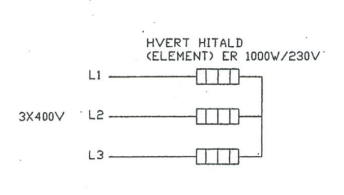 HVERT HITALD
(ELEMENT) ER 1000W/230V
L1
3X400V L2
L3